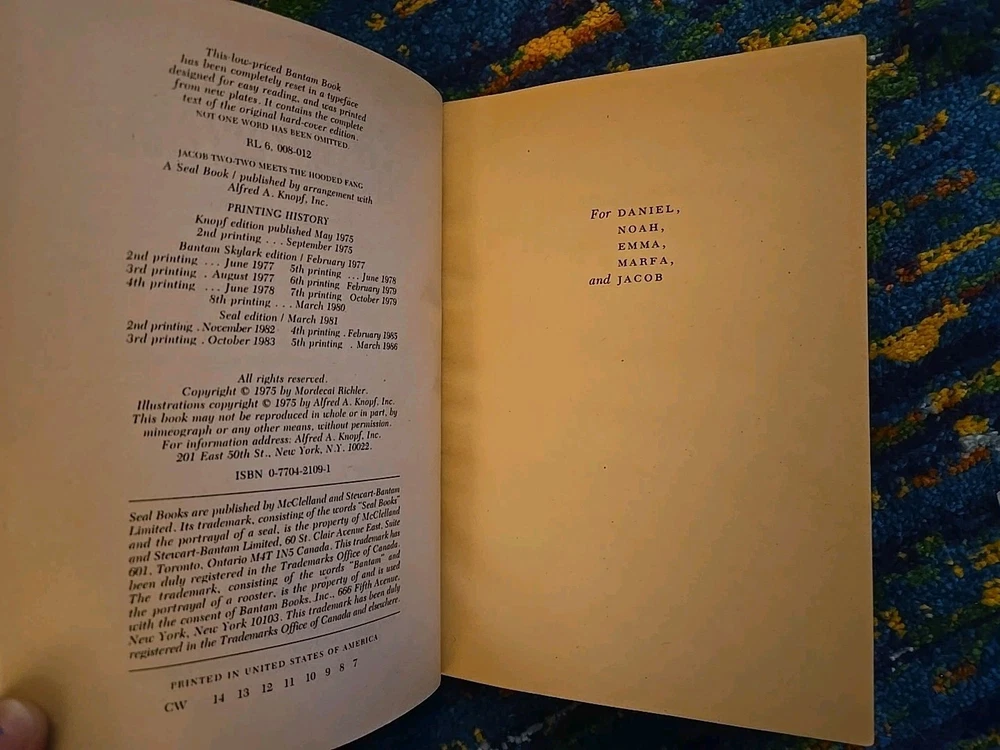 This low-priced Bantam Book
has been completely reset in a typeface
designed for easy reading, and was printed
from new plates. It contains the complete
text of the original hard-cover edition.
NOT ONE WORD HAS BEEN OMITTED.
RL 6, 008-012
JACOB TWO-TWO MEETS THE HOODED FANG
A Seal Book / published by arrangement with
Alfred A. Knopf, Inc.
PRINTING HISTORY
Knopf edition published May 1975
2nd printing . . . September 1975
Bantam Skylark edition / February 1977
2nd printing ... June 1977 5th printing ... June 1978
3rd printing . August 1977 6th printing February 1979
4th printing ... June 1978 7th printing October 1979
8th printing . . . March 1980
Seal edition / March 1981
2nd printing . November 1982 4th printing . February 1985
3rd printing . October 1983 5th printing . March 1986
All rights reserved.
Copyright © 1975 by Mordecai Richler.
Illustrations copyright © 1975 by Alfred A. Knopf, Inc.
This book may not be reproduced in whole or in part, by
mimeograph or any other means, without permission.
For information address: Alfred A. Knopf, Inc.
201 East 50th St., New York, N.Y. 10022.
ISBN 0-7704-2109-1
Seal Books are published by McClelland and Stewart-Bantam
Limited. Its trademark, consisting of the words "Seal Books"
and the portrayal of a seal, is the property of McClelland
and Stewart-Bantam Limited, 60 St. Clair Avenue East, Suite
601, Toronto, Ontario M4T 1N5 Canada. This trademark has
been duly registered in the Trademarks Office of Canada.
The trademark, consisting of the words "Bantam" and
the portrayal of a rooster, is the property of and is used
with the consent of Bantam Books, Inc., 666 Fifth Avenue,
New York, New York 10103. This trademark has been duly
registered in the Trademarks Office of Canada and elsewhere.
PRINTED IN UNITED STATES OF AMERICA
CW 14 13 12 11 10 9 8 7
For DANIEL,
NOAH,
EMMA,
MARFA,
and JACOB